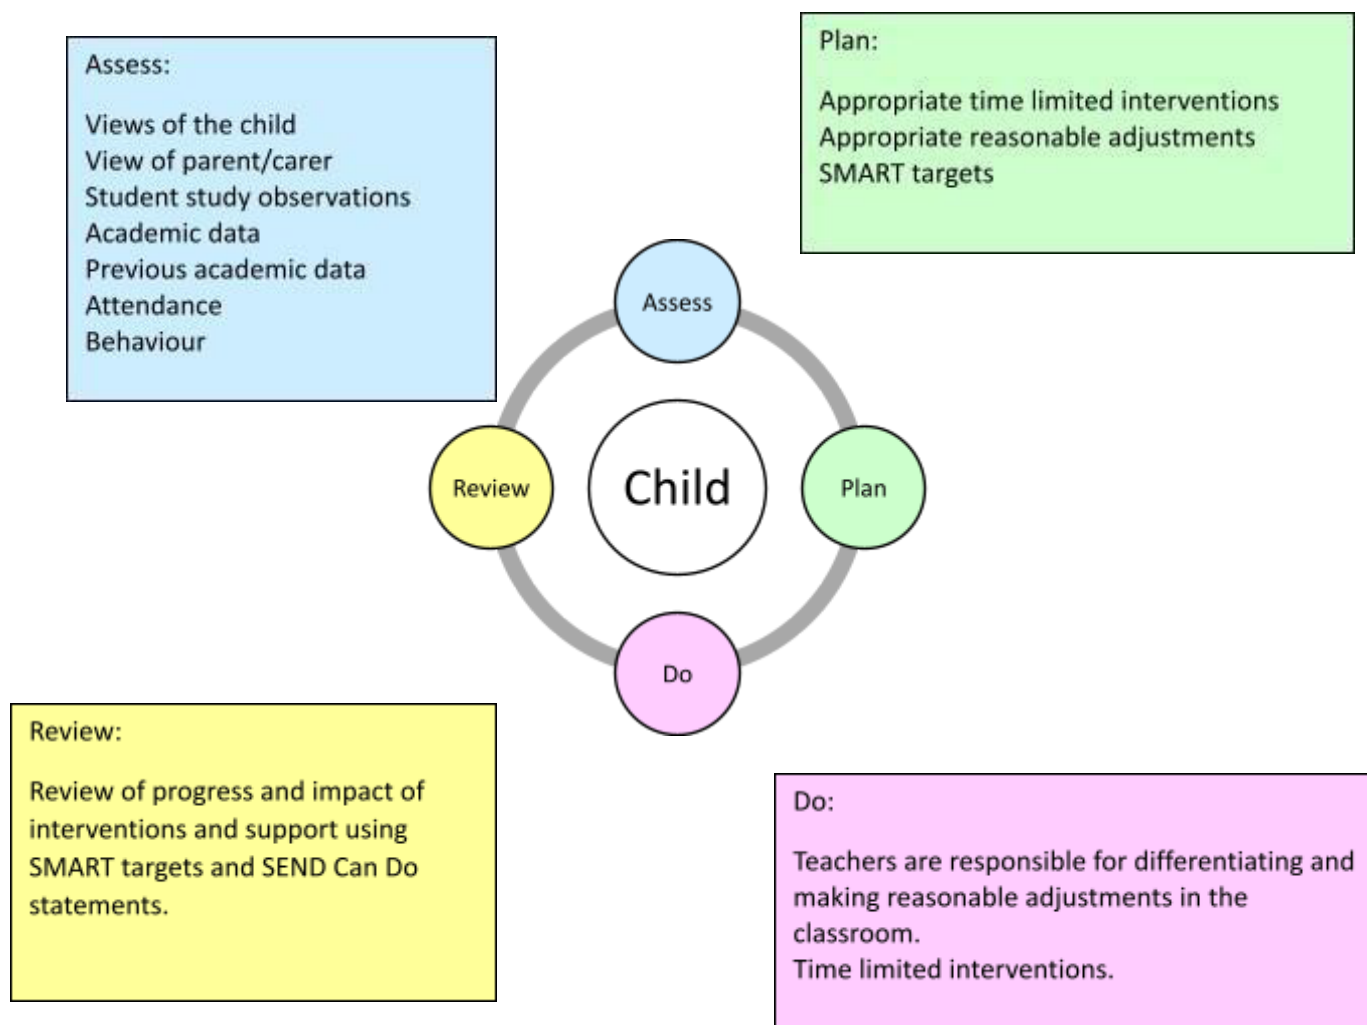 Assess:
Views of the child
View of parent/carer
Student study observations
Academic data
Previous academic data
Attendance
Behaviour
Plan:
Appropriate time limited interventions
Appropriate reasonable adjustments
SMART targets
Assess
Review
Child
Plan
Do
Review:
Review of progress and impact of
interventions and support using
SMART targets and SEND Can Do
statements.
Do:
Teachers are responsible for differentiating and
making reasonable adjustments in the
classroom.
Time limited interventions.